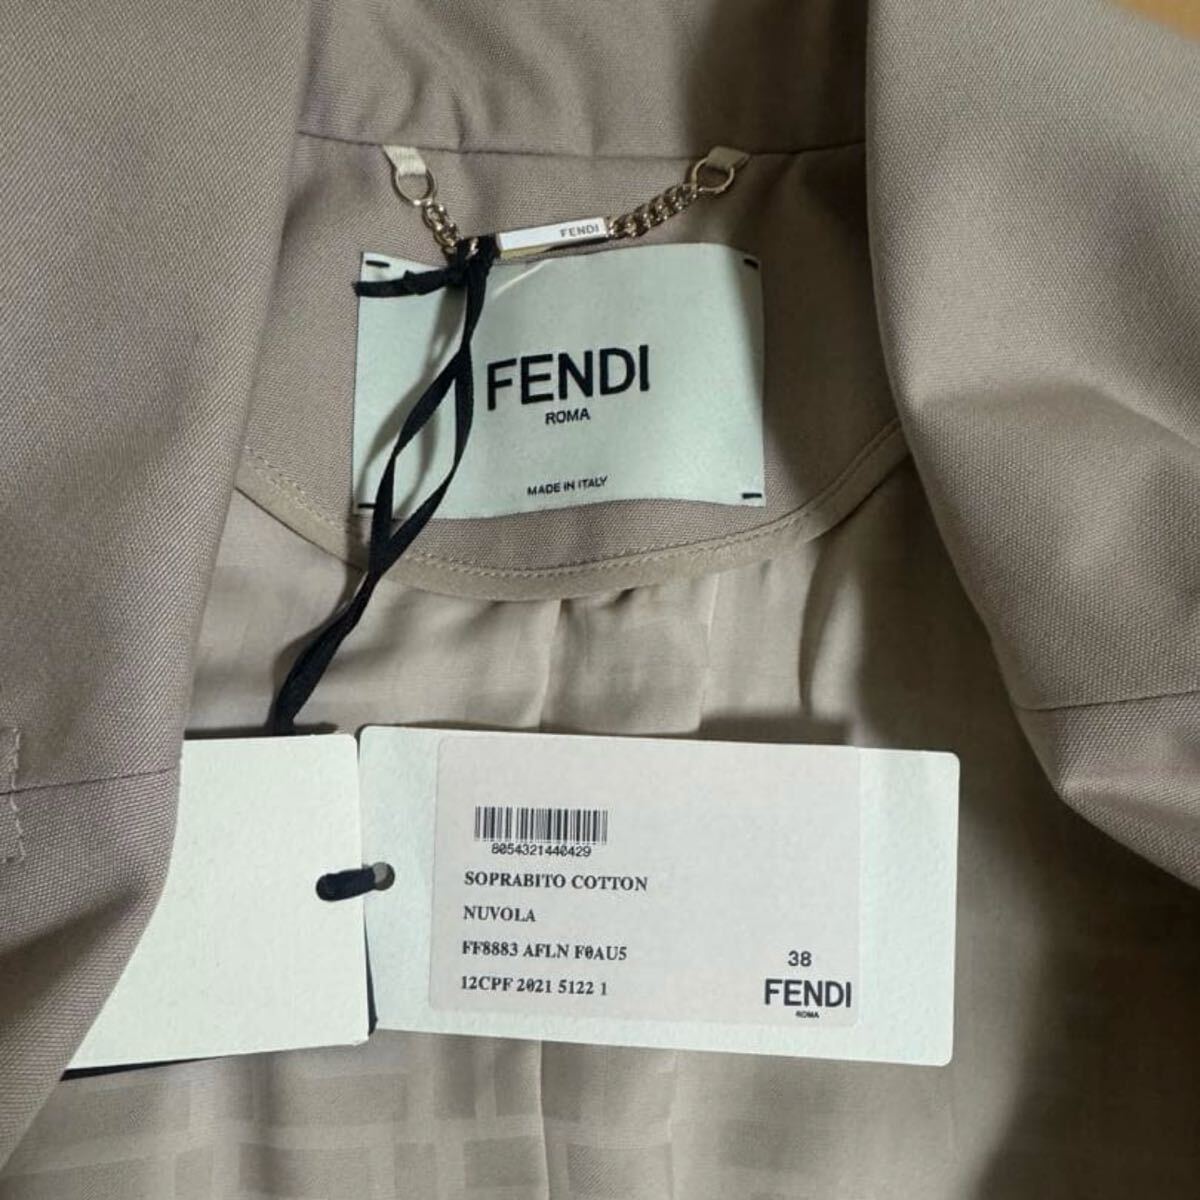 FENDI
FENDI
ROMA
MADE IN ITALY
8054321440429
SOPRABITO COTTON
NUVOLA
FF8883 AFLN F0AU5
12CPF 2021 5122 1
38
FENDI
ROMA